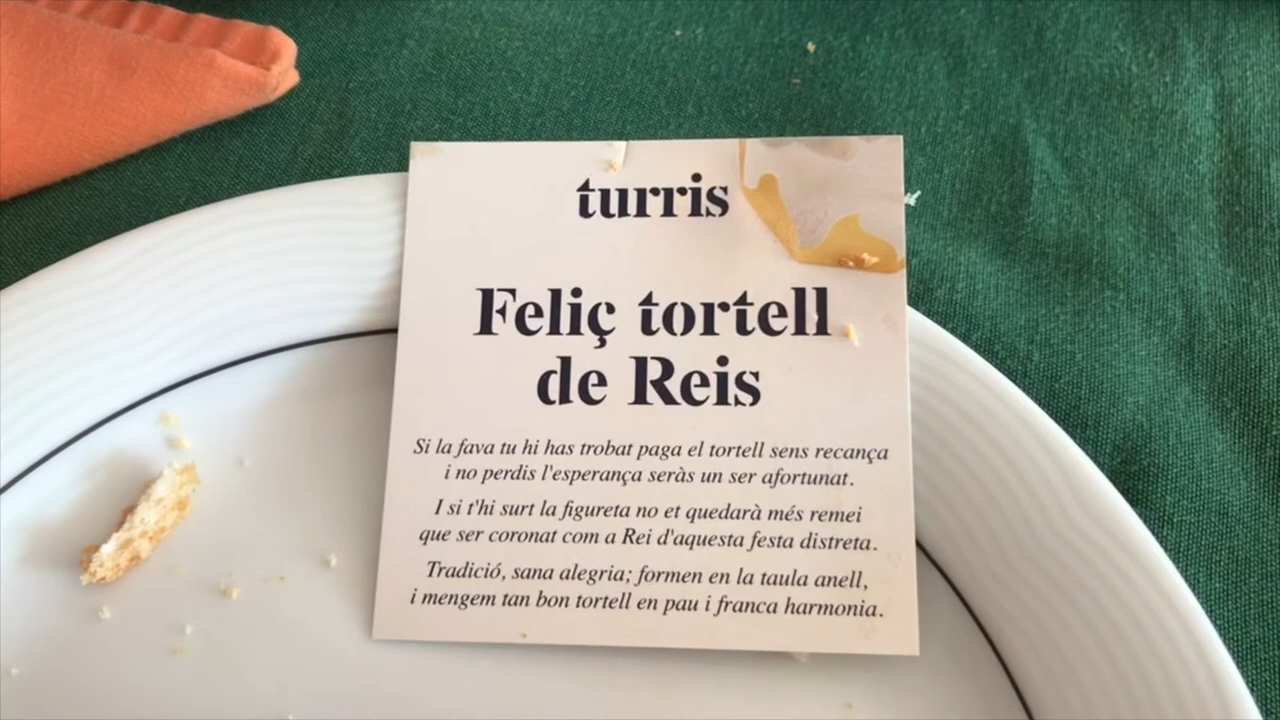 turris
Feliç tortell
de Reis
Si la fava tu hi has trobat paga el tortell sens recança
i no perdis l'esperança seràs un ser afortunat.
I si t'hi surt la figureta no et quedarà més remei
que ser coronat com a Rei d'aquesta festa distreta.
Tradició, sana alegria; formen en la taula anell,
i mengem tan bon tortell en pau i franca harmonia.